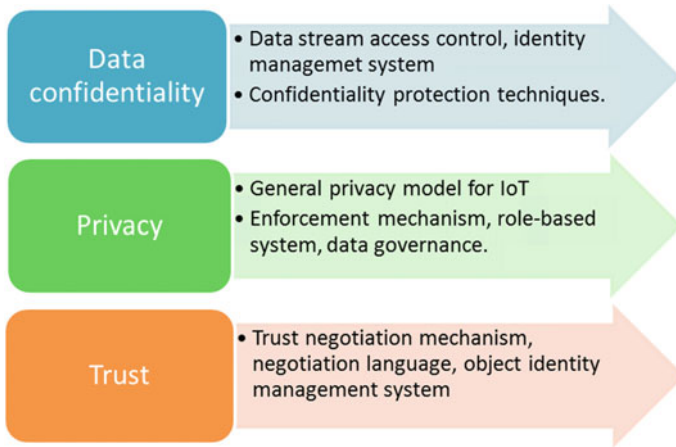 Data
confidentiality
• Data stream access control, identity
managemet system
• Confidentiality protection techniques.
Privacy
• General privacy model for IoT
• Enforcement mechanism, role-based
system, data governance.
Trust
• Trust negotiation mechanism,
negotiation language, object identity
management system